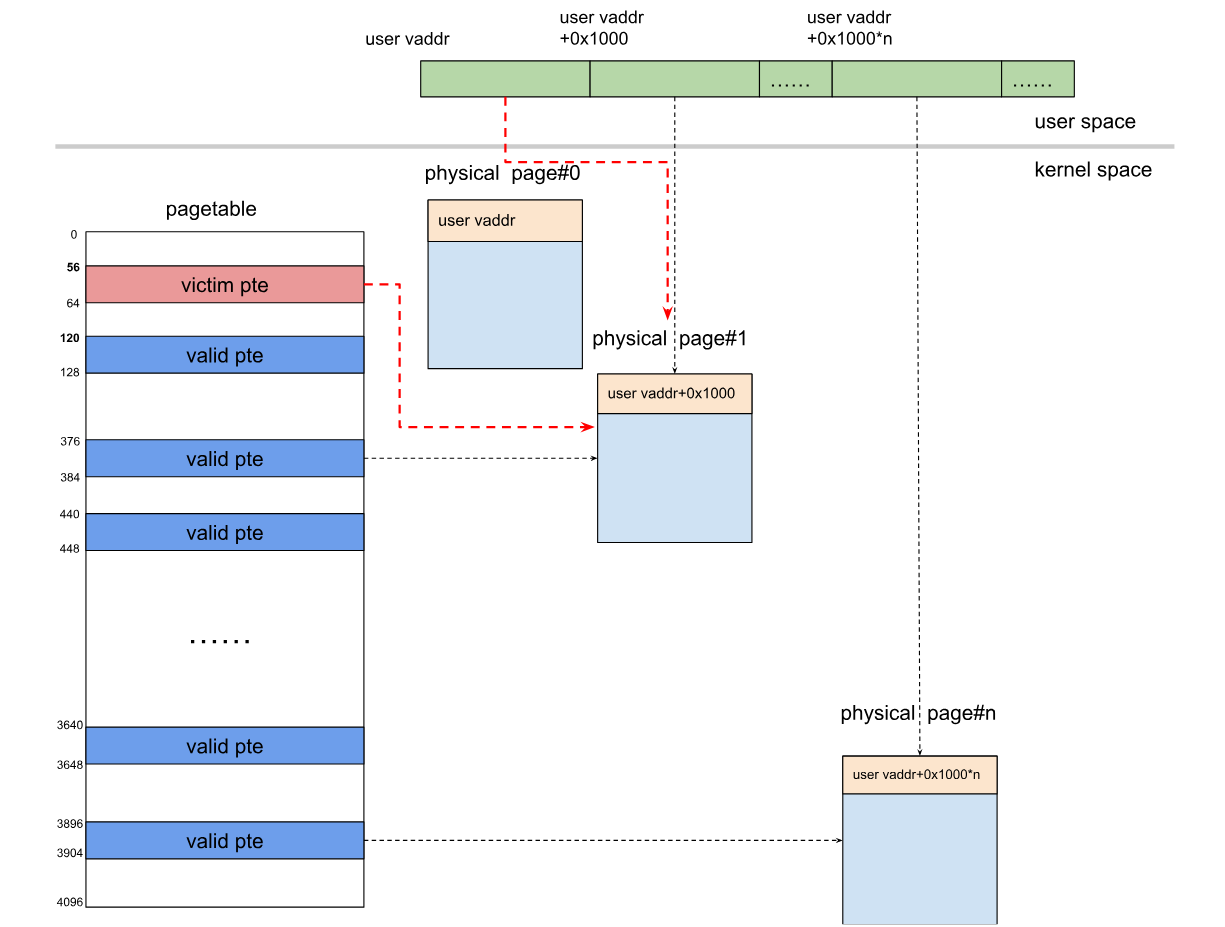 user vaddr
user vaddr
+0x1000
user vaddr
+0x1000*n
......
......
user space
kernel space
pagetable
0
56
victim pte
64
120
valid pte
128
376
valid pte
384
440
valid pte
448
......
3640
valid pte
3648
3896
valid pte
3904
4096
physical page#0
user vaddr
physical page#1
user vaddr+0x1000
physical page#n
user vaddr+0x1000*n